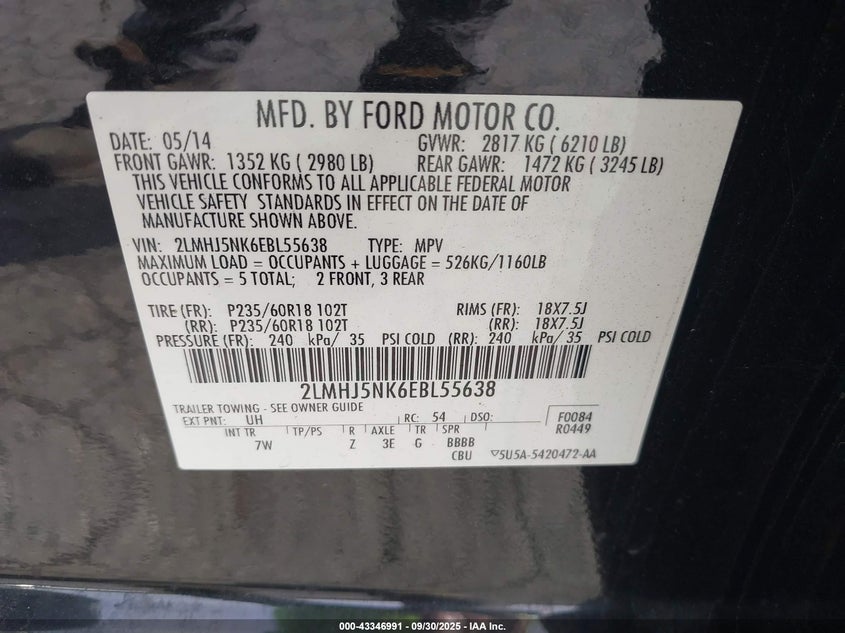 MFD. BY FORD MOTOR CO.
DATE: 05/14 GVWR: 2817 KG ( 6210 LB)
FRONT GAWR: 1352 KG ( 2980 LB) REAR GAWR: 1472 KG ( 3245 LB)
THIS VEHICLE CONFORMS TO ALL APPLICABLE FEDERAL MOTOR
VEHICLE SAFETY STANDARDS IN EFFECT ON THE DATE OF
MANUFACTURE SHOWN ABOVE.
VIN: 2LMHJ5NK6EBL55638 TYPE: MPV
MAXIMUM LOAD = OCCUPANTS + LUGGAGE = 526KG/1160LB
OCCUPANTS = 5 TOTAL; 2 FRONT, 3 REAR
TIRE (FR): P235/60R18 102T RIMS (FR): 18X7.5J
(RR): P235/60R18 102T (RR): 18X7.5J
PRESSURE (FR): 240 kPa/ 35 PSI COLD (RR): 240 kPa/ 35 PSI COLD
2LMHJ5NK6EBL55638
TRAILER TOWING - SEE OWNER GUIDE
EXT PNT: UH RC: 54 DSO: F0084
INT TR TP/PS R AXLE TR SPR R0449
7W Z 3E G BBBB
CBU ▽5U5A-5420472-AA
000-43346991 - 09/30/2025 - IAA Inc.